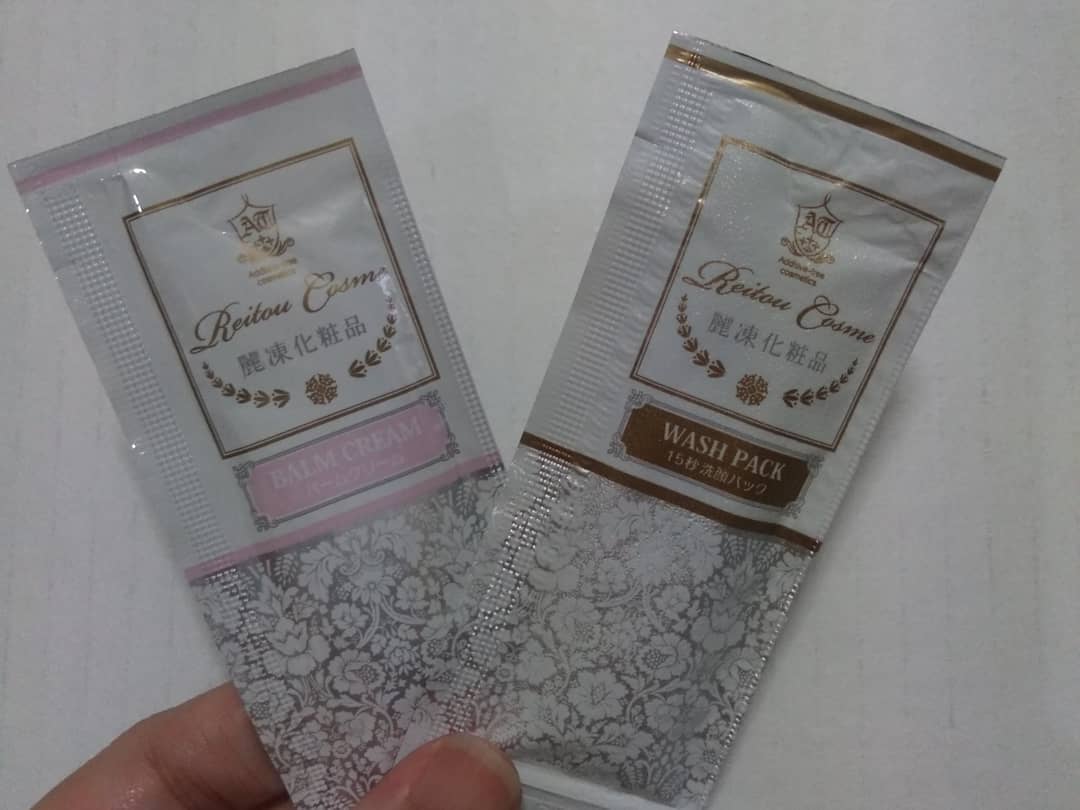 AT
Additive-free
cosmetics
Reitou Cosme
麗凍化粧品
BALM CREAM
バームクリーム
AT
Additive-free
cosmetics
Reitou Cosme
麗凍化粧品
WASH PACK
15秒洗顔パック